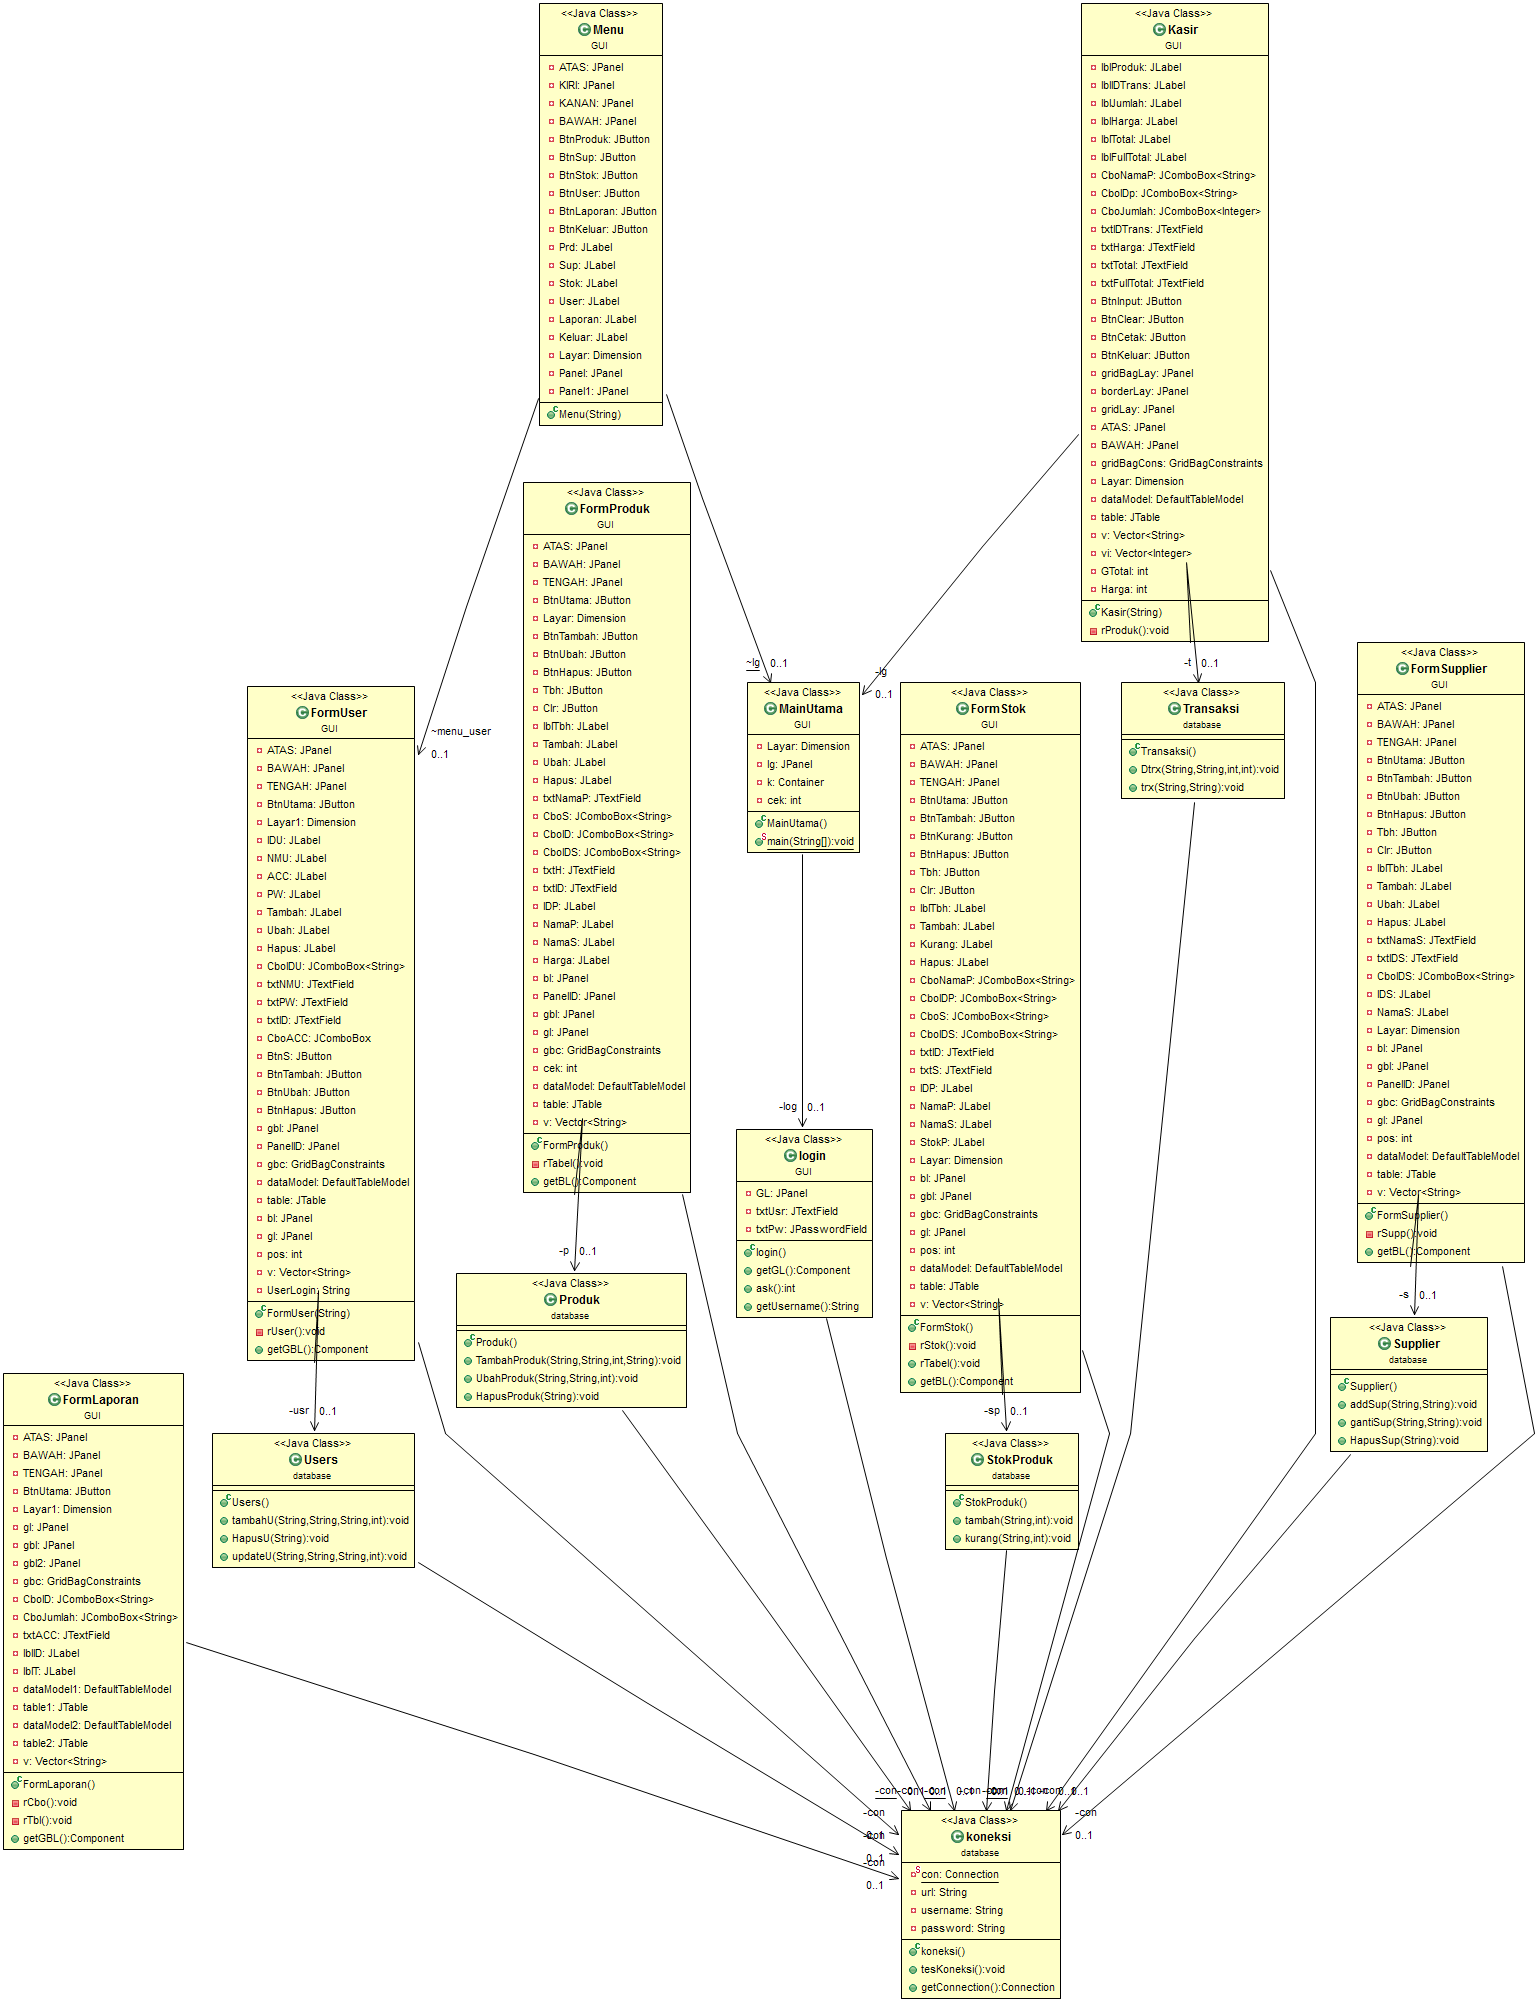 <<Java Class>>
Menu
GUI
ATAS: JPanel
KIRI: JPanel
KANAN: JPanel
BAWAH: JPanel
BtnProduk: JButton
BtnSup: JButton
BtnStok: JButton
BtnUser: JButton
BtnLaporan: JButton
BtnKeluar: JButton
Prd: JLabel
Sup: JLabel
Stok: JLabel
User: JLabel
Laporan: JLabel
Keluar: JLabel
Layar: Dimension
Panel: JPanel
Panel1: JPanel
Menu(String)
<<Java Class>>
Kasir
GUI
lblProduk: JLabel
lblIDTrans: JLabel
lblJumlah: JLabel
lblHarga: JLabel
lblTotal: JLabel
lblFullTotal: JLabel
CboNamaP: JComboBox<String>
CboIDp: JComboBox<String>
CboJumlah: JComboBox<Integer>
txtIDTrans: JTextField
txtHarga: JTextField
txtTotal: JTextField
txtFullTotal: JTextField
BtnInput: JButton
BtnClear: JButton
BtnCetak: JButton
BtnKeluar: JButton
gridBagLay: JPanel
borderLay: JPanel
gridLay: JPanel
ATAS: JPanel
BAWAH: JPanel
gridBagCons: GridBagConstraints
Layar: Dimension
dataModel: DefaultTableModel
table: JTable
v: Vector<String>
vi: Vector<Integer>
GTotal: int
Harga: int
Kasir(String)
rProduk():void
<<Java Class>>
FormProduk
GUI
ATAS: JPanel
BAWAH: JPanel
TENGAH: JPanel
BtnUtama: JButton
Layar: Dimension
BtnTambah: JButton
BtnUbah: JButton
BtnHapus: JButton
Tbh: JButton
Clr: JButton
lblTbh: JLabel
Tambah: JLabel
Ubah: JLabel
Hapus: JLabel
txtNamaP: JTextField
CboS: JComboBox<String>
CboID: JComboBox<String>
CboIDS: JComboBox<String>
txtH: JTextField
txtID: JTextField
IDP: JLabel
NamaP: JLabel
NamaS: JLabel
Harga: JLabel
bl: JPanel
PanelID: JPanel
gbl: JPanel
gl: JPanel
gbc: GridBagConstraints
cek: int
dataModel: DefaultTableModel
table: JTable
v: Vector<String>
FormProduk()
rTabel():void
getBL():Component
~lg 0..1
-lg
0..1
-t 0..1
~menu_user
0..1
<<Java Class>>
FormUser
GUI
ATAS: JPanel
BAWAH: JPanel
TENGAH: JPanel
BtnUtama: JButton
Layar1: Dimension
IDU: JLabel
NMU: JLabel
ACC: JLabel
PW: JLabel
Tambah: JLabel
Ubah: JLabel
Hapus: JLabel
CboIDU: JComboBox<String>
txtNMU: JTextField
txtPW: JTextField
txtID: JTextField
CboACC: JComboBox
BtnS: JButton
BtnTambah: JButton
BtnUbah: JButton
BtnHapus: JButton
gbl: JPanel
PanelID: JPanel
gbc: GridBagConstraints
dataModel: DefaultTableModel
table: JTable
bl: JPanel
gl: JPanel
pos: int
v: Vector<String>
UserLogin: String
FormUser(String)
rUser():void
getGBL():Component
<<Java Class>>
MainUtama
GUI
Layar: Dimension
lg: JPanel
k: Container
cek: int
MainUtama()
main(String[]):void
<<Java Class>>
FormStok
GUI
ATAS: JPanel
BAWAH: JPanel
TENGAH: JPanel
BtnUtama: JButton
BtnTambah: JButton
BtnKurang: JButton
BtnHapus: JButton
Tbh: JButton
Clr: JButton
lblTbh: JLabel
Tambah: JLabel
Kurang: JLabel
Hapus: JLabel
CboNamaP: JComboBox<String>
CboIDP: JComboBox<String>
CboS: JComboBox<String>
CboIDS: JComboBox<String>
txtID: JTextField
txtS: JTextField
IDP: JLabel
NamaP: JLabel
NamaS: JLabel
StokP: JLabel
Layar: Dimension
bl: JPanel
gbl: JPanel
gbc: GridBagConstraints
gl: JPanel
pos: int
dataModel: DefaultTableModel
table: JTable
v: Vector<String>
FormStok()
rStok():void
rTabel():void
getBL():Component
<<Java Class>>
Transaksi
database
Transaksi()
Dtrx(String,String,int,int):void
trx(String,String):void
<<Java Class>>
FormSupplier
GUI
ATAS: JPanel
BAWAH: JPanel
TENGAH: JPanel
BtnUtama: JButton
BtnTambah: JButton
BtnUbah: JButton
BtnHapus: JButton
Tbh: JButton
Clr: JButton
lblTbh: JLabel
Tambah: JLabel
Ubah: JLabel
Hapus: JLabel
txtNamaS: JTextField
txtIDS: JTextField
CboIDS: JComboBox<String>
IDS: JLabel
NamaS: JLabel
Layar: Dimension
bl: JPanel
gbl: JPanel
PanelID: JPanel
gbc: GridBagConstraints
gl: JPanel
pos: int
dataModel: DefaultTableModel
table: JTable
v: Vector<String>
FormSupplier()
rSupp():void
getBL():Component
-log 0..1
-p 0..1
-s 0..1
-usr 0..1
-sp 0..1
<<Java Class>>
login
GUI
GL: JPanel
txtUsr: JTextField
txtPw: JPasswordField
login()
getGL():Component
ask():int
getUsername():String
<<Java Class>>
Produk
database
Produk()
TambahProduk(String,String,int,String):void
UbahProduk(String,String,int):void
HapusProduk(String):void
<<Java Class>>
Supplier
database
Supplier()
addSup(String,String):void
gantiSup(String,String):void
HapusSup(String):void
<<Java Class>>
FormLaporan
GUI
ATAS: JPanel
BAWAH: JPanel
TENGAH: JPanel
BtnUtama: JButton
Layar1: Dimension
gl: JPanel
gbl: JPanel
gbl2: JPanel
gbc: GridBagConstraints
CboID: JComboBox<String>
CboJumlah: JComboBox<String>
txtACC: JTextField
lblID: JLabel
lblT: JLabel
dataModel1: DefaultTableModel
table1: JTable
dataModel2: DefaultTableModel
table2: JTable
v: Vector<String>
FormLaporan()
rCbo():void
rTbl():void
getGBL():Component
<<Java Class>>
Users
database
Users()
tambahU(String,String,String,int):void
HapusU(String):void
updateU(String,String,String,int):void
<<Java Class>>
StokProduk
database
StokProduk()
tambah(String,int):void
kurang(String,int):void
-con
-con
0..1
-con
0..1
-con
0..1
<<Java Class>>
koneksi
database
con: Connection
url: String
username: String
password: String
koneksi()
tesKoneksi():void
getConnection():Connection